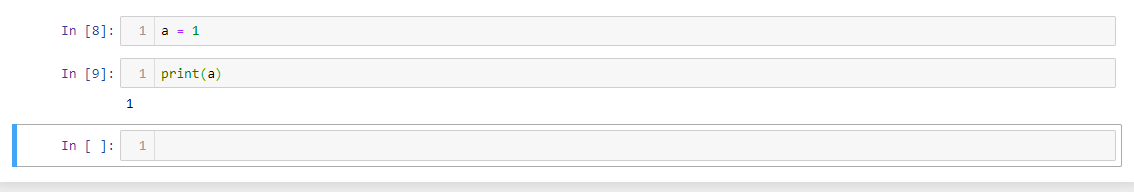 In [8]: 1 a = 1
In [9]: 1 print(a)
1
In [ ]: 1